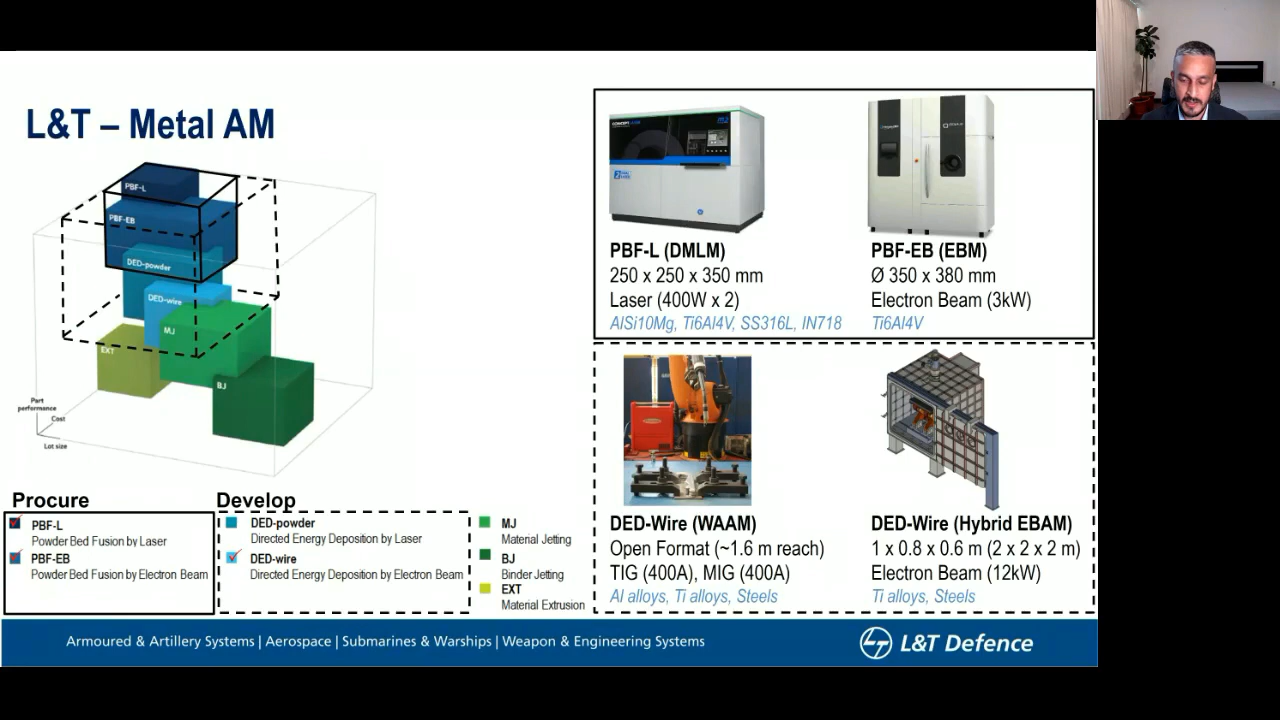 L&T – Metal AM
PBF-L
PBF-EB
DED-powder
DED-wire
MJ
EXT
BJ
Part
performance
Cost
Lot size
Procure
PBF-L
Powder Bed Fusion by Laser
PBF-EB
Powder Bed Fusion by Electron Beam
Develop
DED-powder
Directed Energy Deposition by Laser
DED-wire
Directed Energy Deposition by Electron Beam
MJ
Material Jetting
BJ
Binder Jetting
EXT
Material Extrusion
PBF-L (DMLM)
250 x 250 x 350 mm
Laser (400W x 2)
AlSi10Mg, Ti6Al4V, SS316L, IN718
PBF-EB (EBM)
Ø 350 x 380 mm
Electron Beam (3kW)
Ti6Al4V
DED-Wire (WAAM)
Open Format (~1.6 m reach)
TIG (400A), MIG (400A)
Al alloys, Ti alloys, Steels
DED-Wire (Hybrid EBAM)
1 x 0.8 x 0.6 m (2 x 2 x 2 m)
Electron Beam (12kW)
Ti alloys, Steels
Armoured & Artillery Systems | Aerospace | Submarines & Warships | Weapon & Engineering Systems
L&T Defence